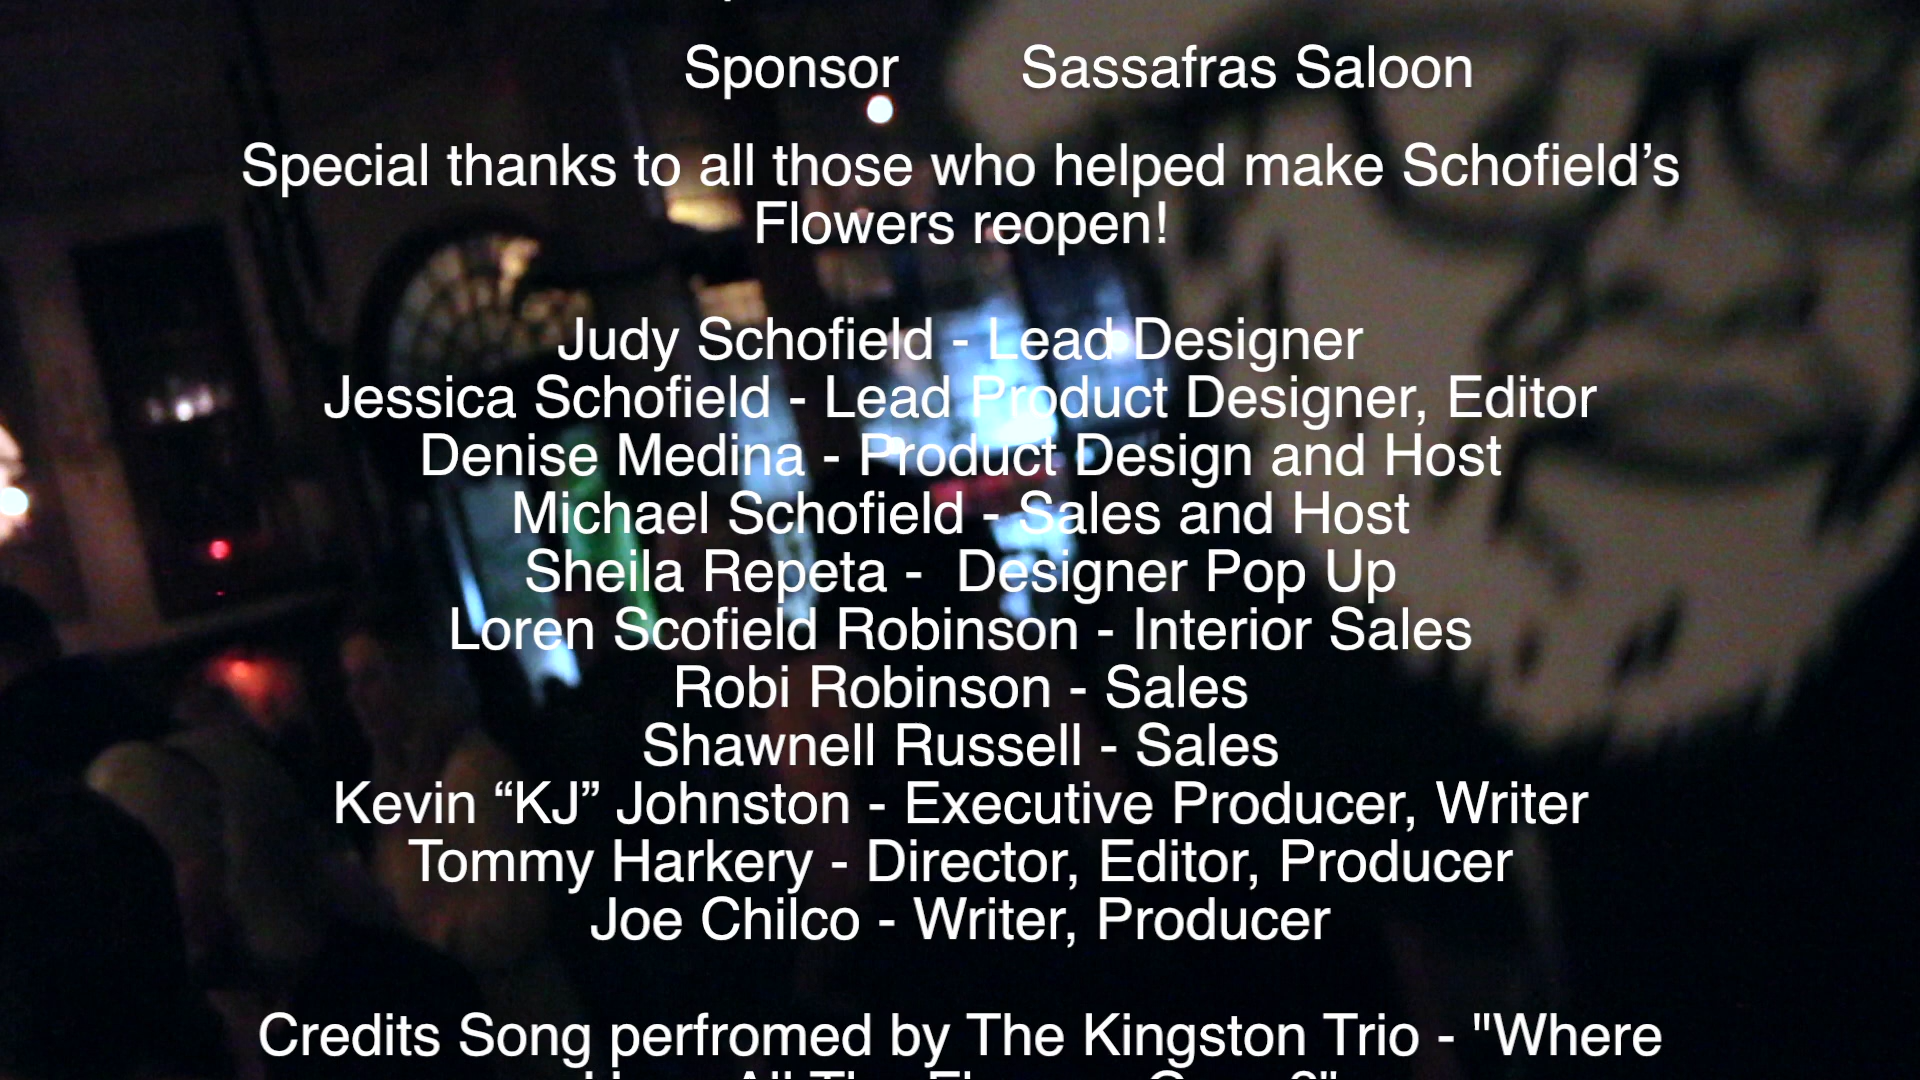 Sponsor Sassafras Saloon
Special thanks to all those who helped make Schofield’s
Flowers reopen!
Judy Schofield - Lead Designer
Jessica Schofield - Lead Product Designer, Editor
Denise Medina - Product Design and Host
Michael Schofield - Sales and Host
Sheila Repeta - Designer Pop Up
Loren Scofield Robinson - Interior Sales
Robi Robinson - Sales
Shawnell Russell - Sales
Kevin “KJ” Johnston - Executive Producer, Writer
Tommy Harkery - Director, Editor, Producer
Joe Chilco - Writer, Producer
Credits Song perfromed by The Kingston Trio - "Where